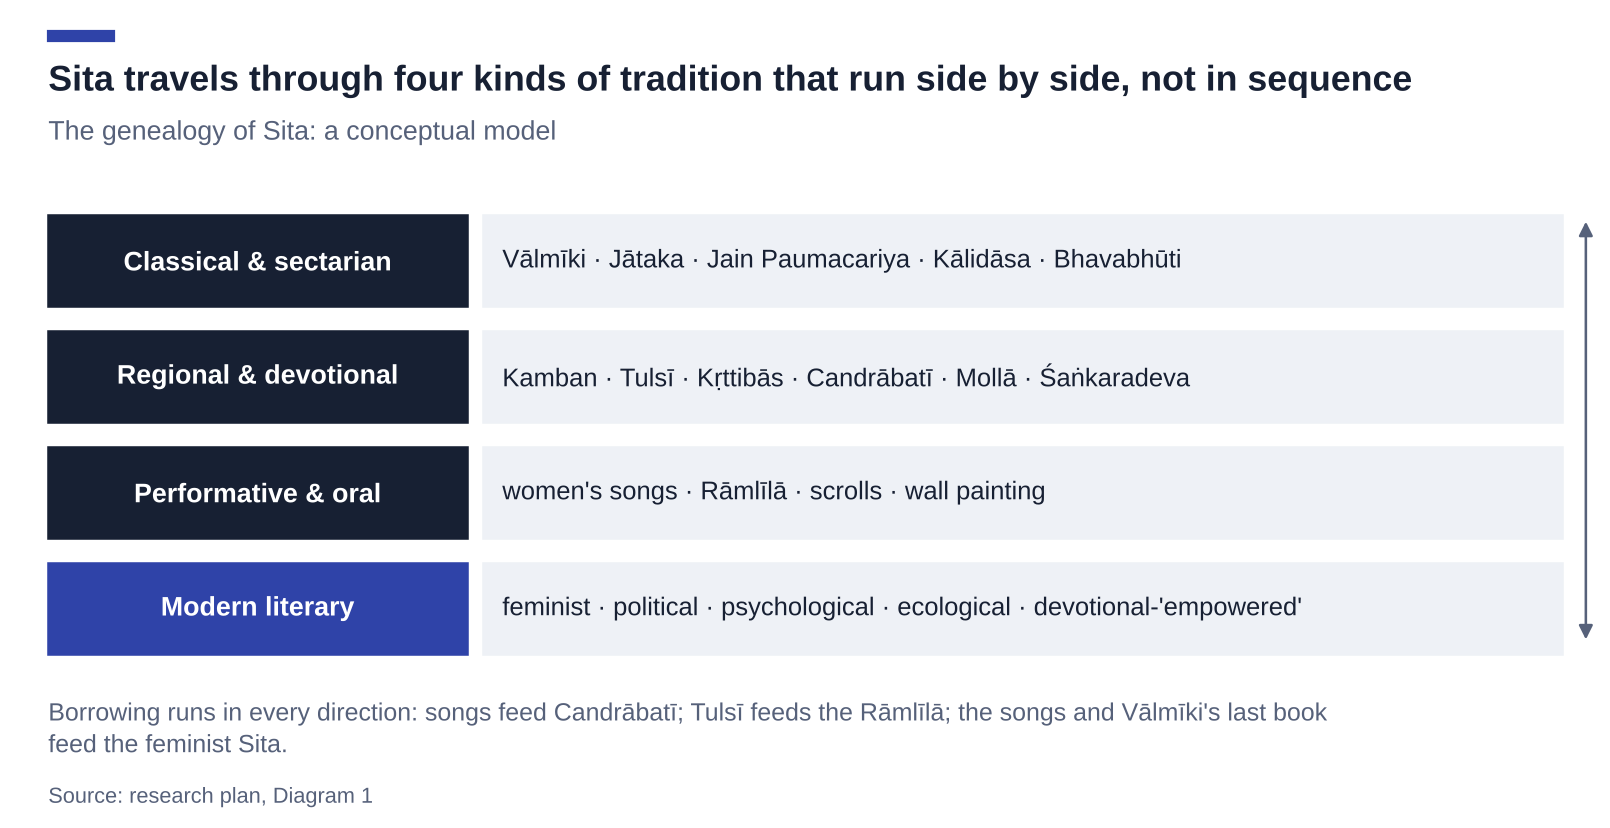 Sita travels through four kinds of tradition that run side by side, not in sequence
The genealogy of Sita: a conceptual model
Classical & sectarian
Vālmīki · Jātaka · Jain Paumacariya · Kālidāsa · Bhavabhūti
Regional & devotional
Kamban · Tulsī · Kṛttibās · Candrābatī · Mollā · Śaṅkaradeva
Performative & oral
women's songs · Rāmlīlā · scrolls · wall painting
Modern literary
feminist · political · psychological · ecological · devotional-'empowered'
Borrowing runs in every direction: songs feed Candrābatī; Tulsī feeds the Rāmlīlā; the songs and Vālmīki's last book
feed the feminist Sita.
Source: research plan, Diagram 1